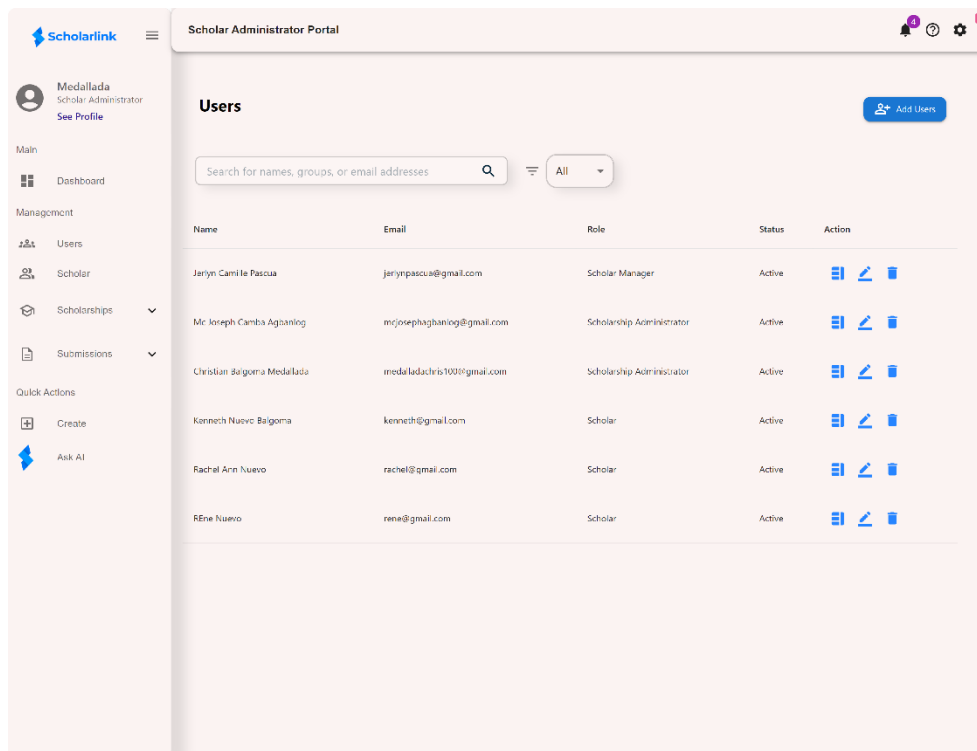 Scholarlink
Scholar Administrator Portal
4
Medallada
Scholar Administrator
See Profile
Main
Dashboard
Management
Users
Scholar
Scholarships
Submissions
Quick Actions
Create
Ask AI
Users
Add Users
Search for names, groups, or email addresses
All
Name Email Role Status Action
Jerlyn Camille Pascua jerlynpascua@gmail.com Scholar Manager Active
Mc Joseph Camba Agbanlog mcjosephagbanlog@gmail.com Scholarship Administrator Active
Christian Balgoma Medallada medalladachris100@gmail.com Scholarship Administrator Active
Kenneth Nuevo Balgoma kenneth@gmail.com Scholar Active
Rachel Ann Nuevo rachel@gmail.com Scholar Active
REne Nuevo rene@gmail.com Scholar Active